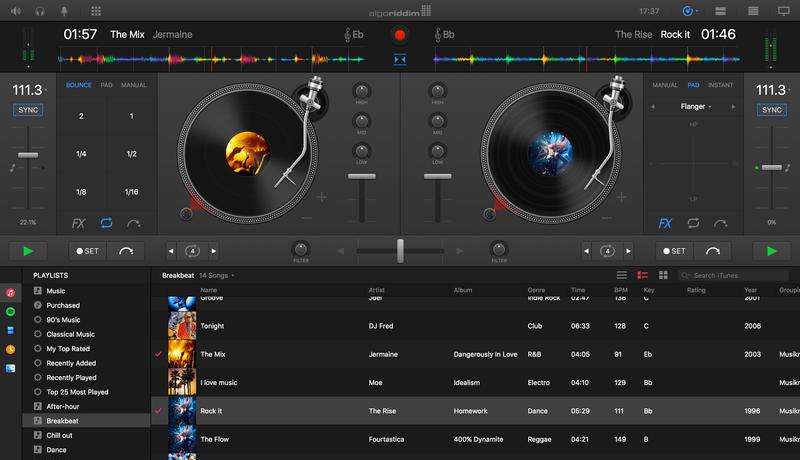 algoriddim
17:37
01:57 The Mix Jermaine Eb
Bb The Rise Rock it 01:46
111.3
SYNC
22.1%
BOUNCE PAD MANUAL
2 1
1/4 1/2
1/8 1/16
FX
HIGH
MID
LOW
HIGH
MID
LOW
MANUAL PAD INSTANT
Flanger
HP
LP
FX
111.3
SYNC
0%
SET
4
FILTER
FILTER
4
SET
PLAYLISTS
Music
Purchased
90's Music
Classical Music
My Top Rated
Recently Added
Recently Played
Top 25 Most Played
After-hour
Breakbeat
Chill out
Dance
Breakbeat 14 Songs
Search iTunes
Name Artist Album Genre Time BPM Key Rating Year Groupin
Groove Joel Indie Rock 02:47 138 C 2001
Tonight DJ Fred Club 06:33 128 C 2006
The Mix Jermaine Dangerously In Love R&B 04:05 91 Eb 2003 Musikr
I love music Moe Idealism Electro 04:10 129 Bb
Rock it The Rise Homework Dance 05:29 111 Bb 1996 Musikr
The Flow Fourtastica 400% Dynamite Reggae 04:21 149 B 1999 Musikr